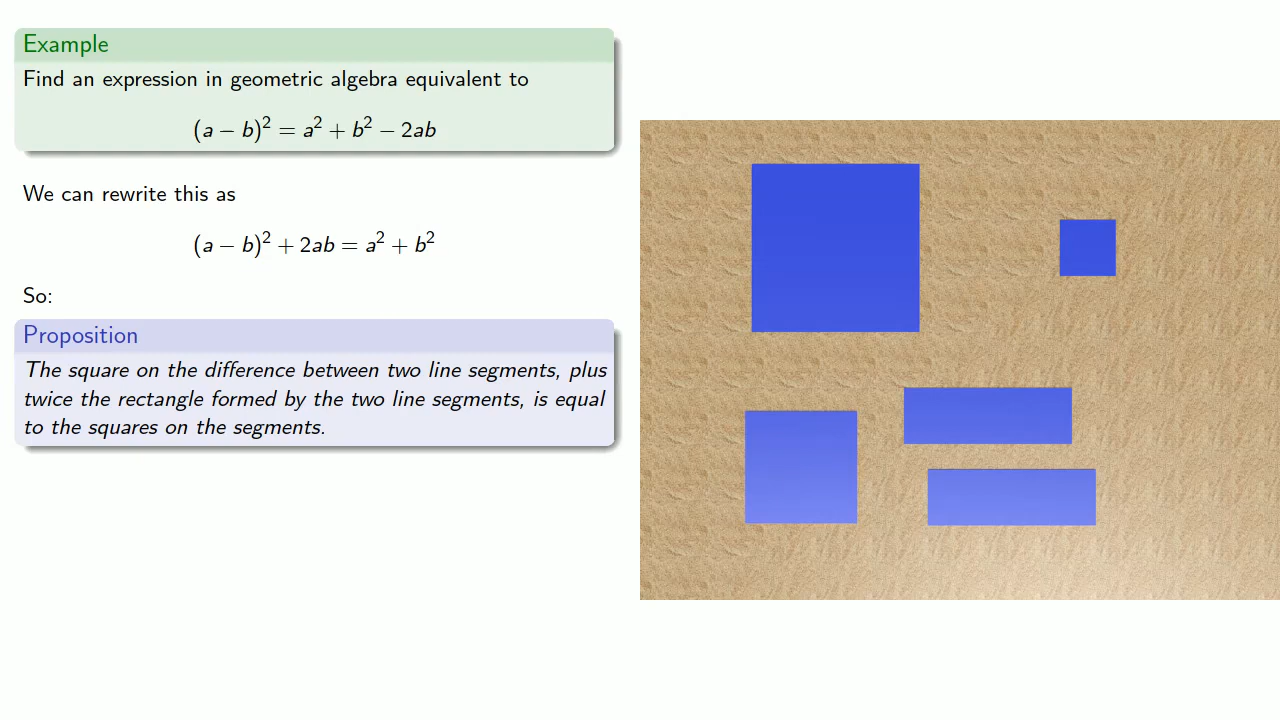 Example
Find an expression in geometric algebra equivalent to
(a − b)² = a² + b² − 2ab
We can rewrite this as
(a − b)² + 2ab = a² + b²
So:
Proposition
The square on the difference between two line segments, plus
twice the rectangle formed by the two line segments, is equal
to the squares on the segments.